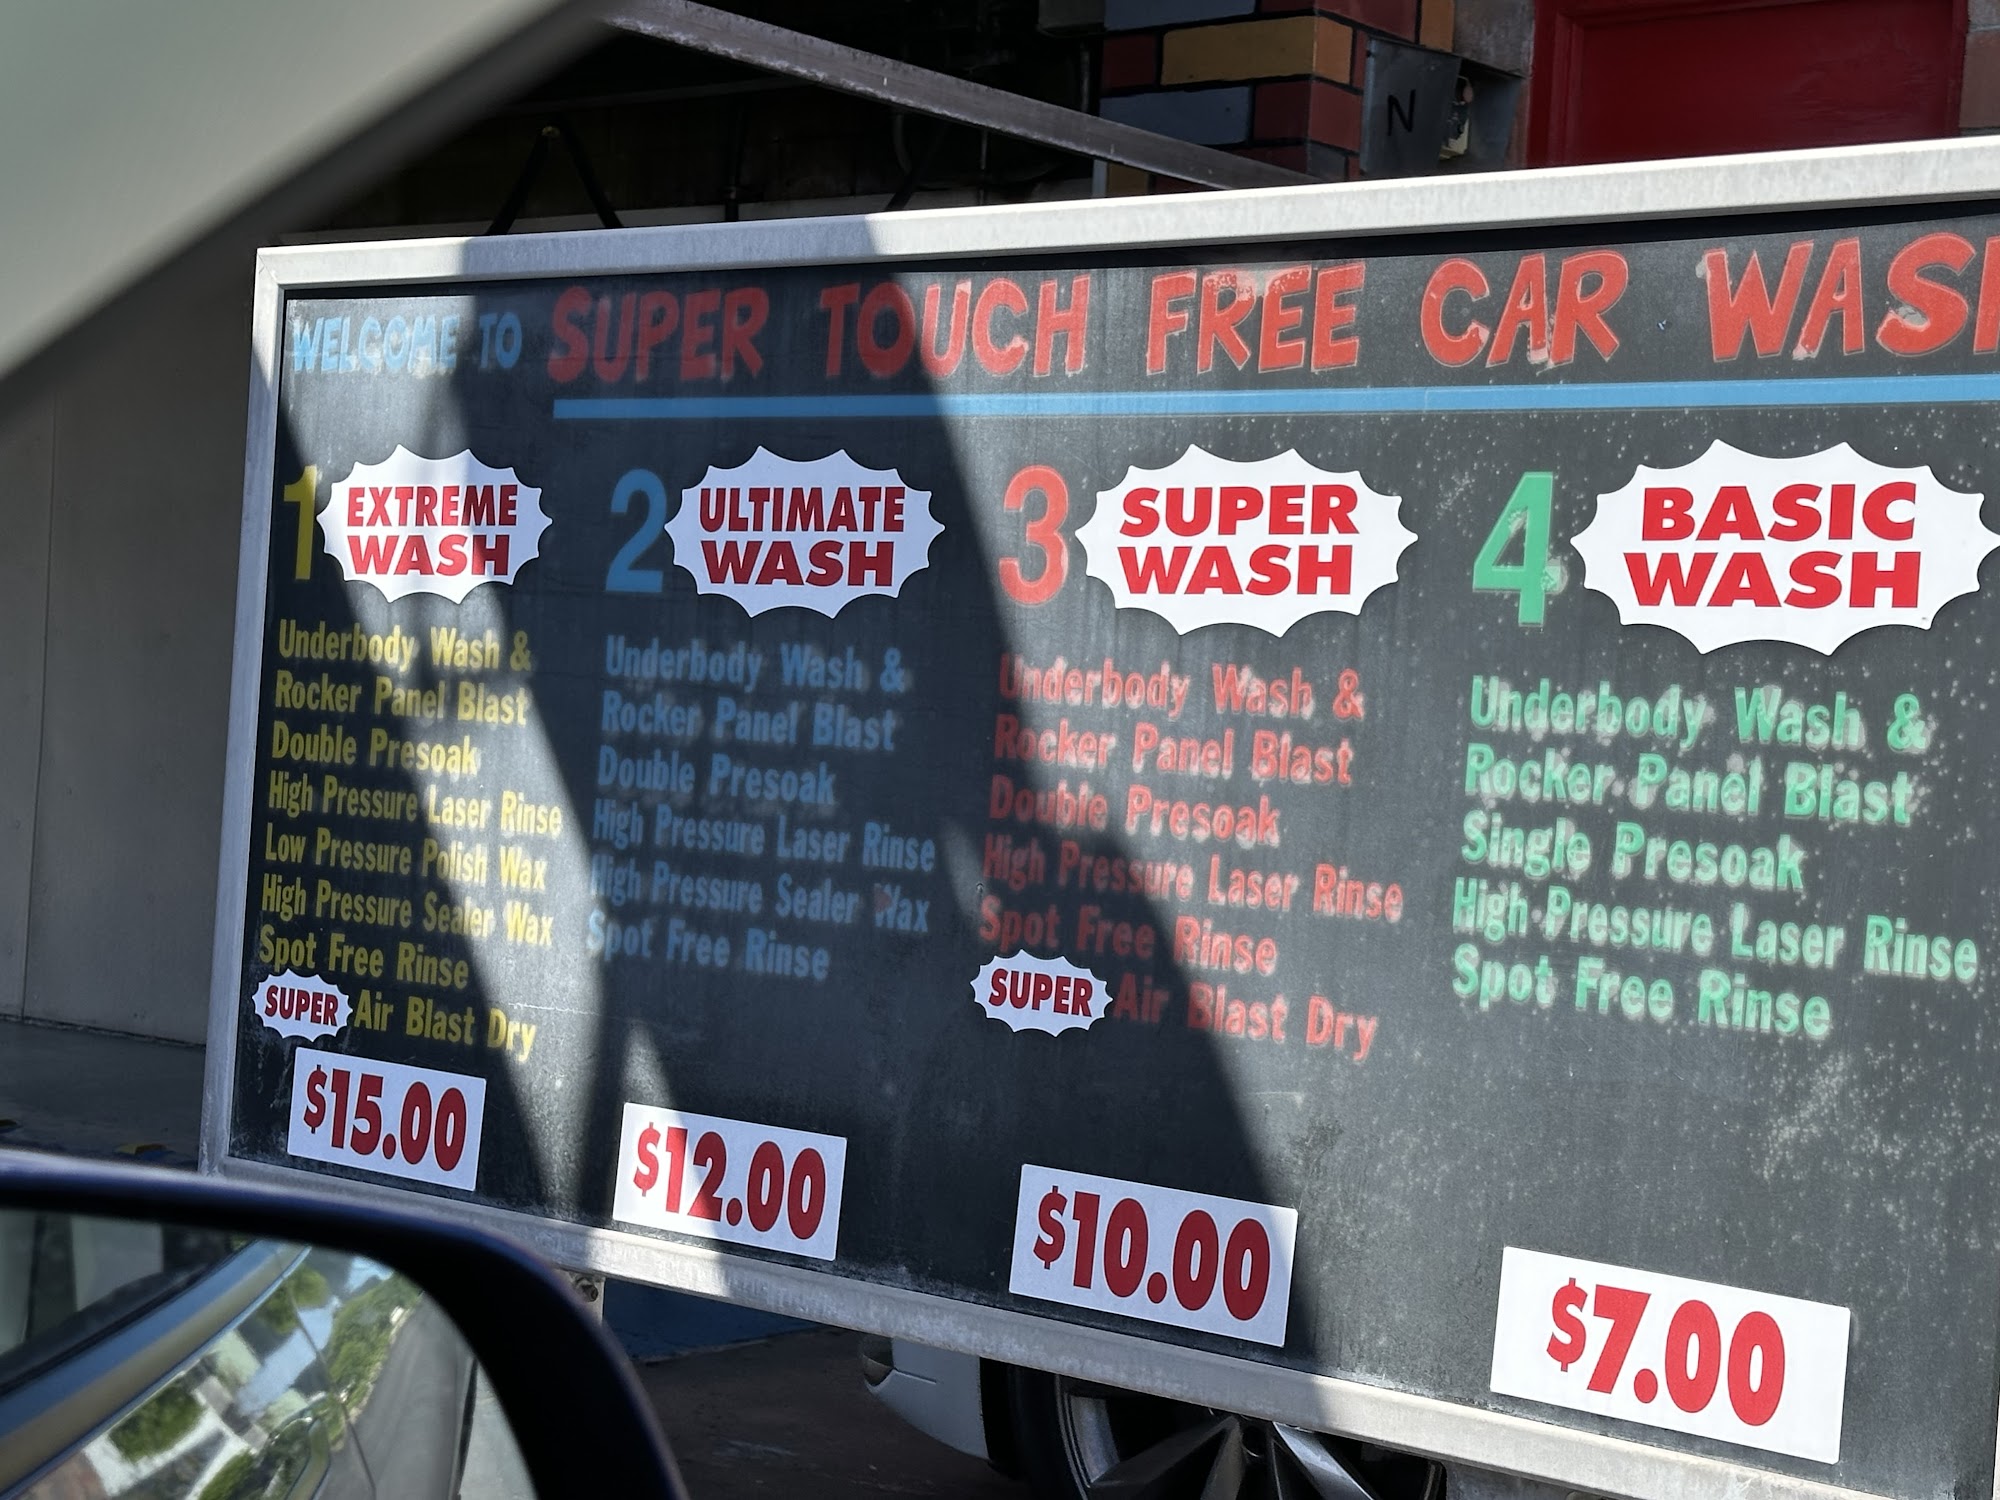 N
WELCOME TO SUPER TOUCH FREE CAR WASH
1
EXTREME
WASH
Underbody Wash &
Rocker Panel Blast
Double Presoak
High Pressure Laser Rinse
Low Pressure Polish Wax
High Pressure Sealer Wax
Spot Free Rinse
SUPER Air Blast Dry
$15.00
2
ULTIMATE
WASH
Underbody Wash &
Rocker Panel Blast
Double Presoak
High Pressure Laser Rinse
High Pressure Sealer Wax
Spot Free Rinse
$12.00
3
SUPER
WASH
Underbody Wash &
Rocker Panel Blast
Double Presoak
High Pressure Laser Rinse
Spot Free Rinse
SUPER Air Blast Dry
$10.00
4
BASIC
WASH
Underbody Wash &
Rocker Panel Blast
Single Presoak
High Pressure Laser Rinse
Spot Free Rinse
$7.00